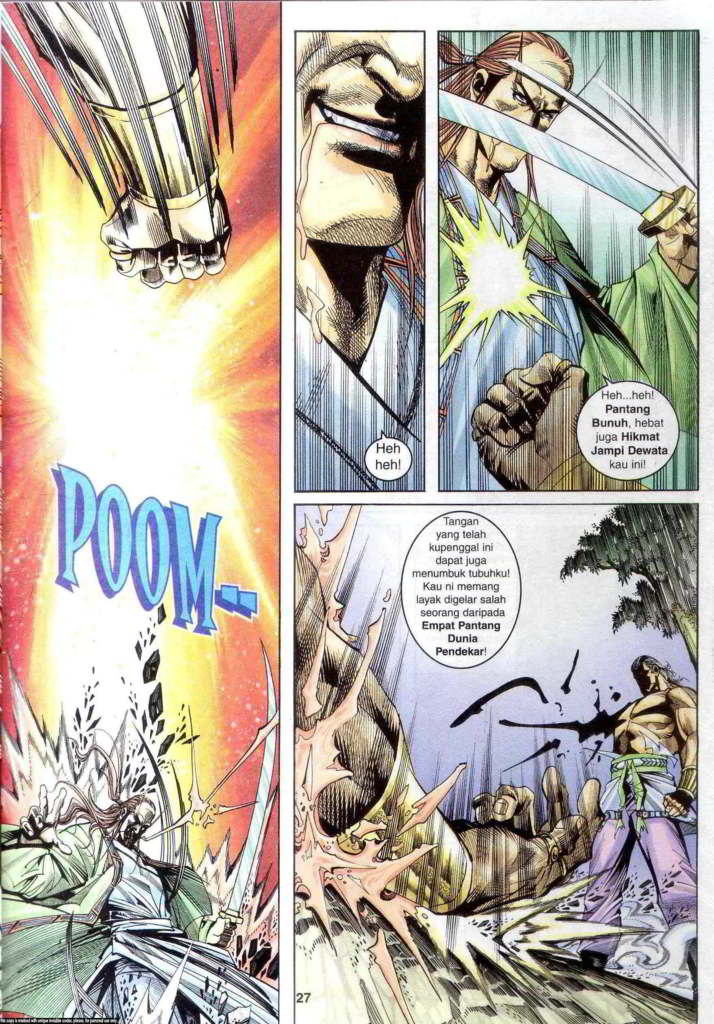 POOM--
Heh
heh!
Heh...heh!
Pantang
Bunuh, hebat
juga Hikmat
Jampi Dewata
kau ini!
Tangan
yang telah
kupenggal ini
dapat juga
menumbuk tubuhku!
Kau ni memang
layak digelar salah
seorang daripada
Empat Pantang
Dunia
Pendekar!
27